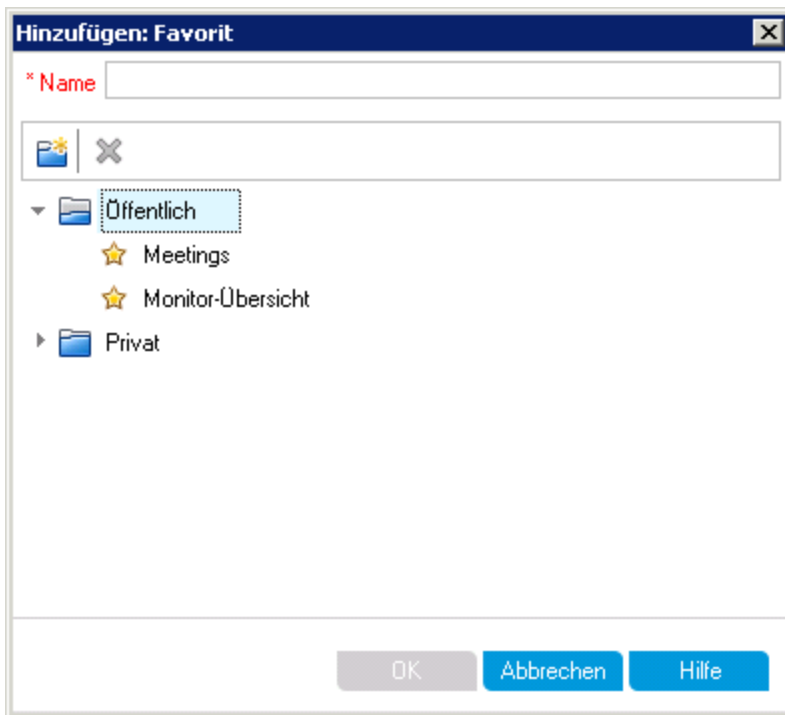 Hinzufügen: Favorit
* Name
Öffentlich
Meetings
Monitor-Übersicht
Privat
OK Abbrechen Hilfe